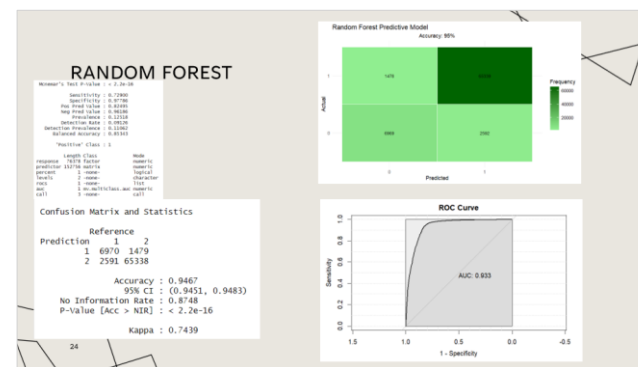 RANDOM FOREST
Mcnemar's Test P-Value : < 2.2e-16
Sensitivity : 0.72900
Specificity : 0.97786
Pos Pred Value : 0.82495
Neg Pred Value :
Prevalence : 0.12518
Detection Rate : 0.09126
Detection Prevalence : 0.11062
Balanced Accuracy : 0.85343
'Positive' Class : 1
Length Class Mode
response 76378 factor numeric
predictor 152756 matrix numeric
percent 1 -none- logical
levels 2 -none- character
rocs 1 -none- list
auc 1 mv.multiclass.auc numeric
call 3 -none- call
Confusion Matrix and Statistics
Reference
Prediction 1 2
1 6970 1479
2 2591 65338
Accuracy : 0.9467
95% CI : (0.9451, 0.9483)
No Information Rate : 0.8748
P-Value [Acc > NIR] : < 2.2e-16
Kappa : 0.7439
24
Random Forest Predictive Model
Accuracy: 95%
Actual
1
0
1479
0
1
Predicted
Frequency
60000
40000
20000
ROC Curve
Sensitivity
1.0
0.8
0.6
0.4
0.2
0.0
AUC: 0.933
1.5
1.0
0.5
0.0
-0.5
1 - Specificity